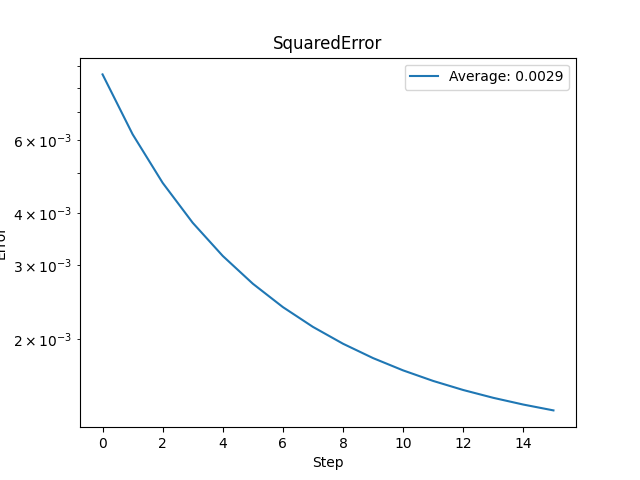 SquaredError
Average: 0.0029
6 × 10⁻³
4 × 10⁻³
3 × 10⁻³
2 × 10⁻³
Error
0 2 4 6 8 10 12 14
Step